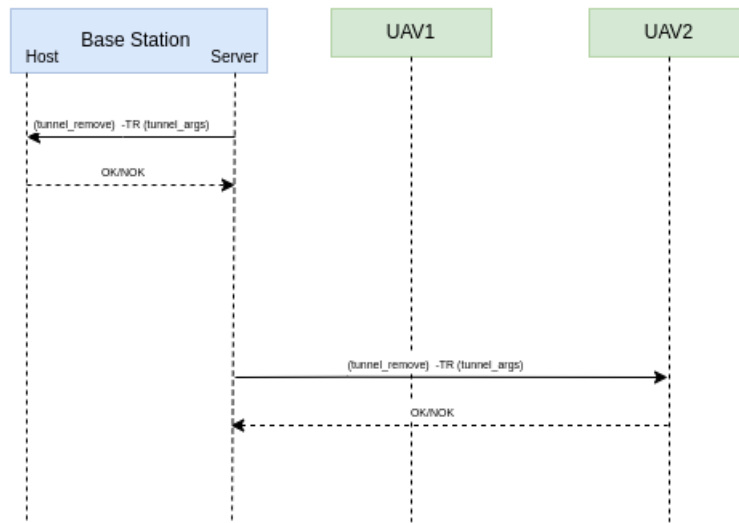 Base Station
Host
Server
UAV1
UAV2
(tunnel_remove) -TR (tunnel_args)
OK/NOK
(tunnel_remove) -TR (tunnel_args)
OK/NOK